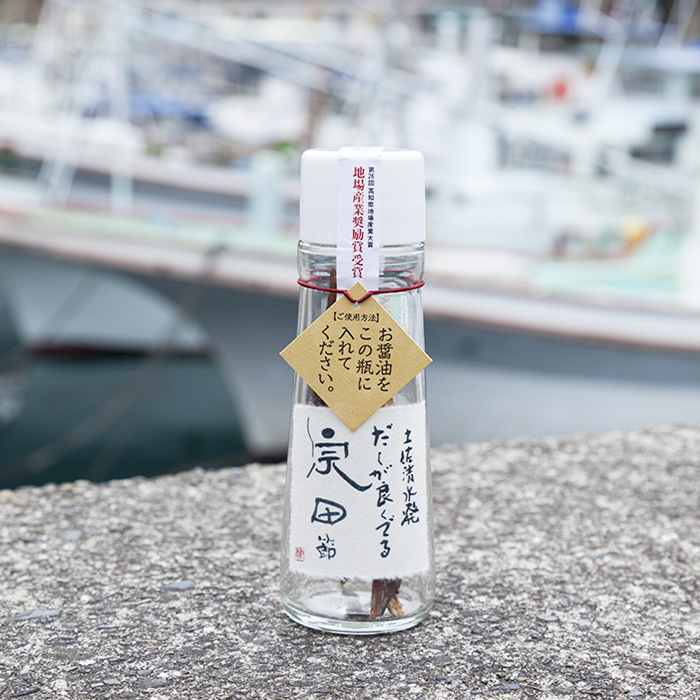 第26回 高知県地場産業大賞
地場産業奨励賞受賞
【ご使用方法】
お醤油を
この瓶に
入れて
ください。
土佐清水発
だしが良くでる
宗田節